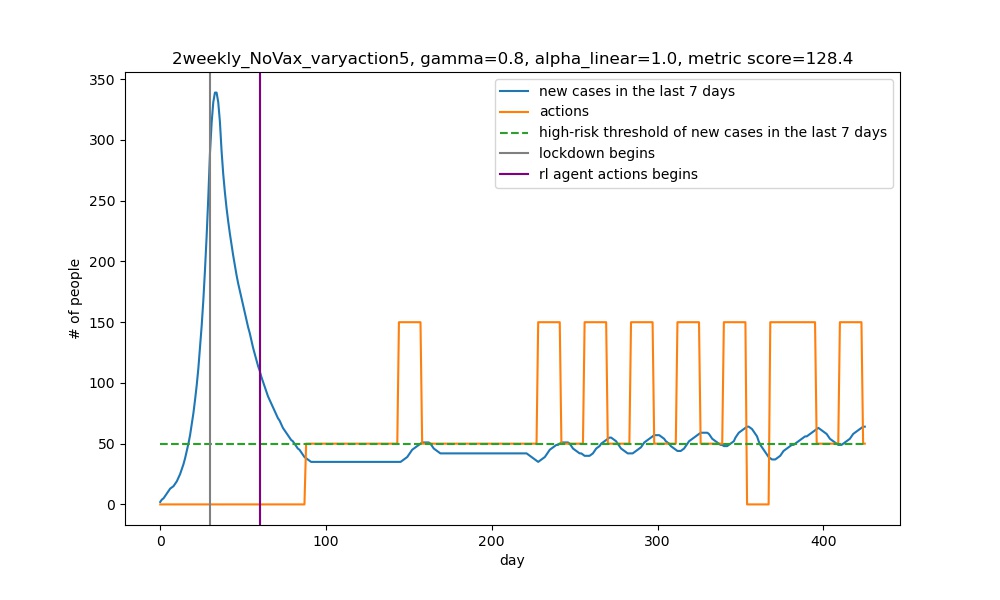 2weekly_NoVax_varyaction5, gamma=0.8, alpha_linear=1.0, metric score=128.4
new cases in the last 7 days
actions
high-risk threshold of new cases in the last 7 days
lockdown begins
rl agent actions begins
# of people
350
300
250
200
150
100
50
0
0 100 200 300 400
day